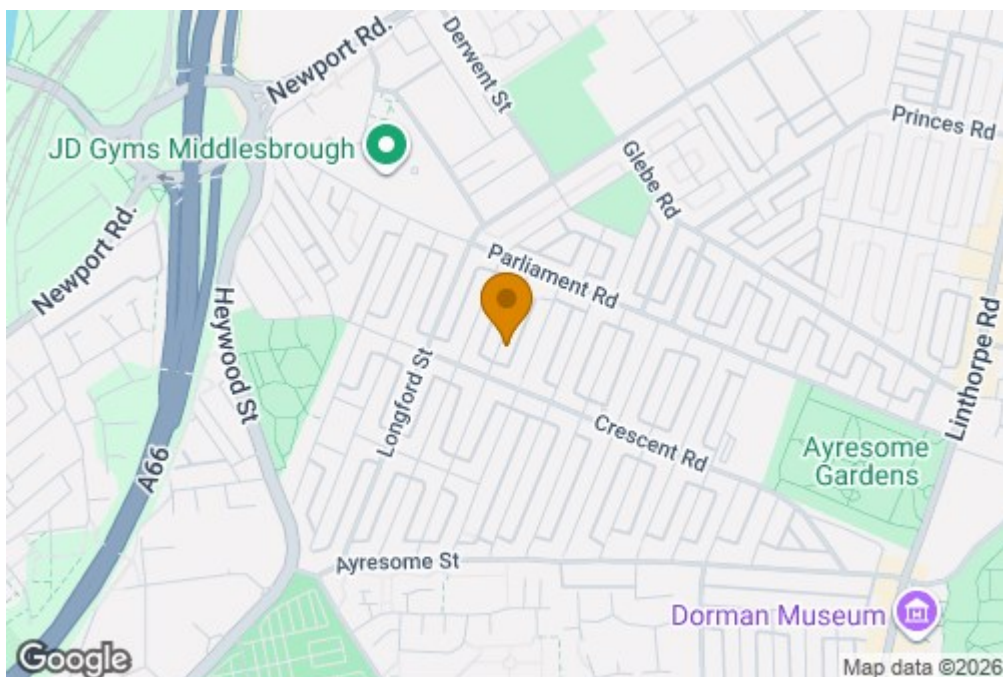 Newport Rd.
Derwent St
JD Gyms Middlesbrough
Princes Rd
Glebe Rd
Newport Rd.
Parliament Rd
Heywood St
Longford St
Linthorpe Rd
A66
Crescent Rd
Ayresome
Gardens
Ayresome St
Dorman Museum
Google
Map data ©2026